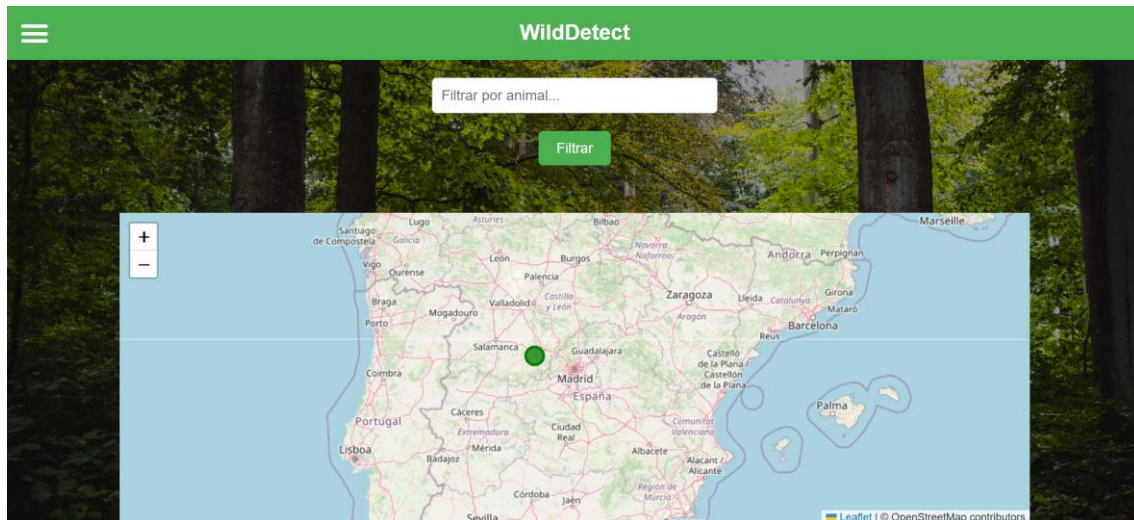 WildDetect
Filtrar por animal...
Filtrar
+
−
Lugo
Asturies
Bilbao
Marseille
Santiago
de Compostela
Galicia
Navarra
- Nafarroa
Vigo
Ourense
León
Burgos
Andorra
Perpignan
Palencia
Braga
Mogadouro
Valladolid
Castilla
y León
Zaragoza
Aragón
Lleida
Catalunya
Girona
Mataró
Porto
Barcelona
Reus
Salamanca
Guadalajara
Castelló
de la Plana /
Castellón
de la Plana
Coimbra
Madrid
España
Palma
Portugal
Cáceres
Extremadura
Ciudad
Real
Comunitat
Valenciana
Lisboa
Mérida
Badajoz
Albacete
Alacant /
Alicante
Córdoba
Jaén
Región de
Murcia
Sevilla
Leaflet | © OpenStreetMap contributors